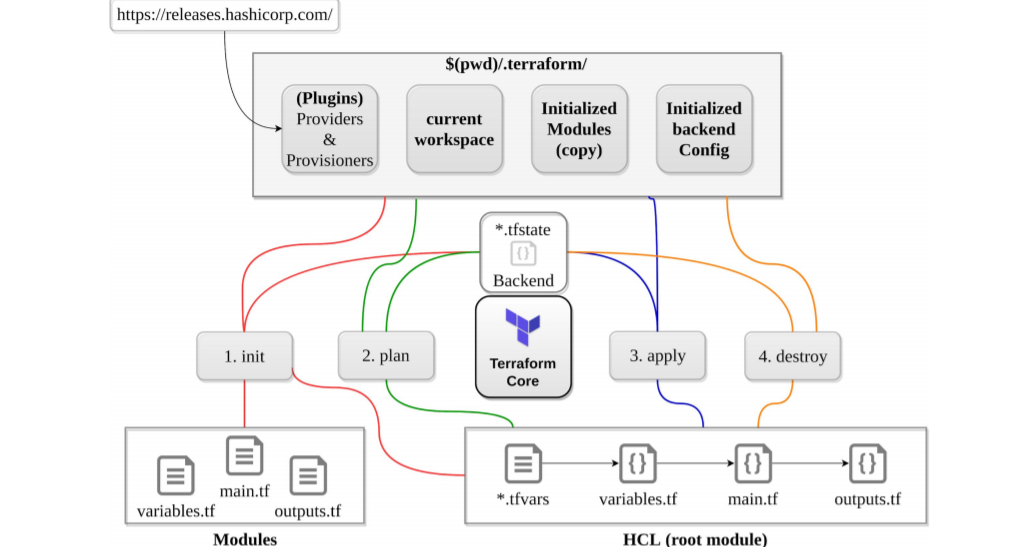 https://releases.hashicorp.com/
$(pwd)/.terraform/
(Plugins)
Providers
&
Provisioners
current
workspace
Initialized
Modules
(copy)
Initialized
backend
Config
*.tfstate
{}
Backend
Terraform
Core
1. init
2. plan
3. apply
4. destroy
variables.tf
main.tf
outputs.tf
Modules
*.tfvars
{}
variables.tf
{}
main.tf
{}
outputs.tf
HCL (root module)